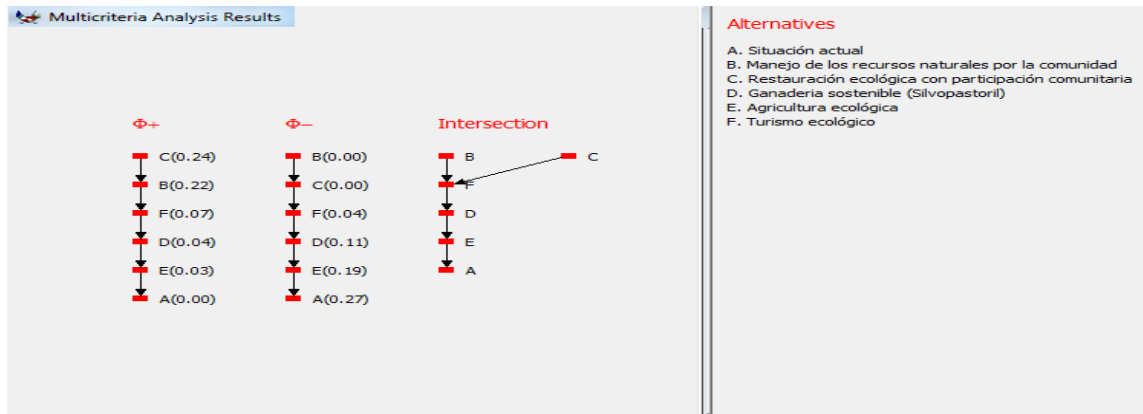 Multicriteria Analysis Results
Φ+
C(0.24)
B(0.22)
F(0.07)
D(0.04)
E(0.03)
A(0.00)
Φ−
B(0.00)
C(0.00)
F(0.04)
D(0.11)
E(0.19)
A(0.27)
Intersection
B
C
F
D
E
A
Alternatives
A. Situación actual
B. Manejo de los recursos naturales por la comunidad
C. Restauración ecológica con participación comunitaria
D. Ganaderia sostenible (Silvopastoril)
E. Agricultura ecológica
F. Turismo ecológico